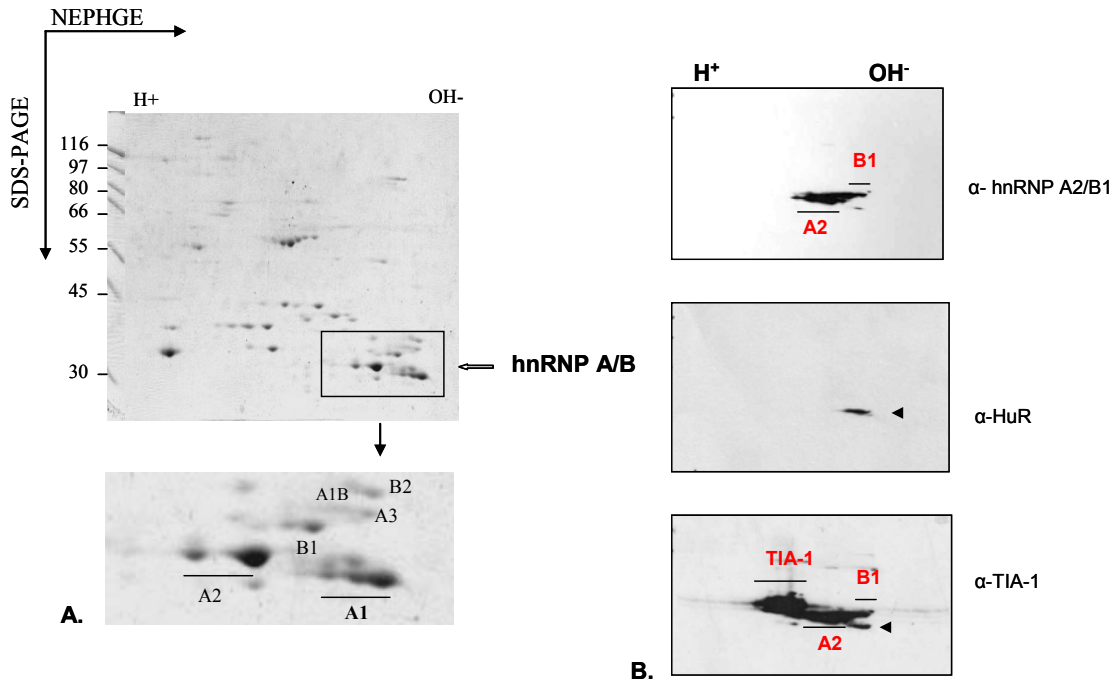 NEPHGE
SDS-PAGE
H+
OH-
116
97
80
66
55
45
30
hnRNP A/B
B2
A1B
A3
B1
A2
A1
A.
H⁺
OH⁻
B1
A2
α- hnRNP A2/B1
α-HuR
TIA-1
B1
A2
α-TIA-1
B.